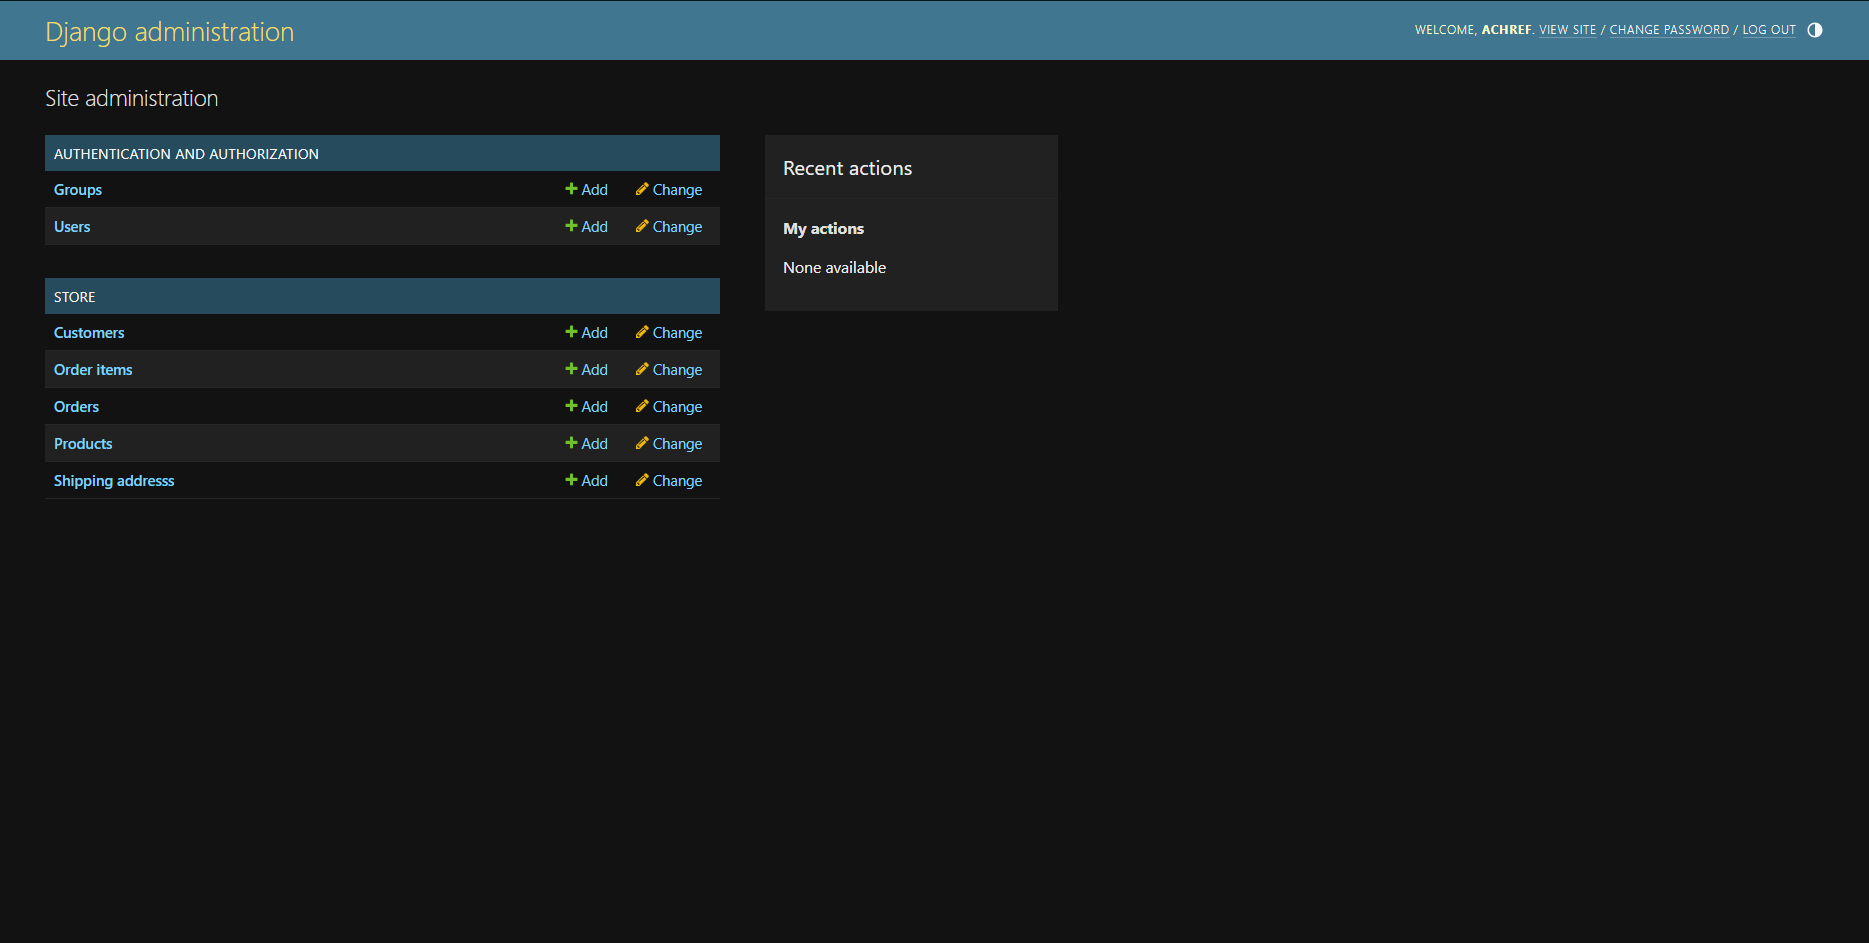 Django administration
WELCOME, ACHREF. VIEW SITE / CHANGE PASSWORD / LOG OUT
Site administration
AUTHENTICATION AND AUTHORIZATION
Groups Add Change
Users Add Change
STORE
Customers Add Change
Order items Add Change
Orders Add Change
Products Add Change
Shipping addresss Add Change
Recent actions
My actions
None available